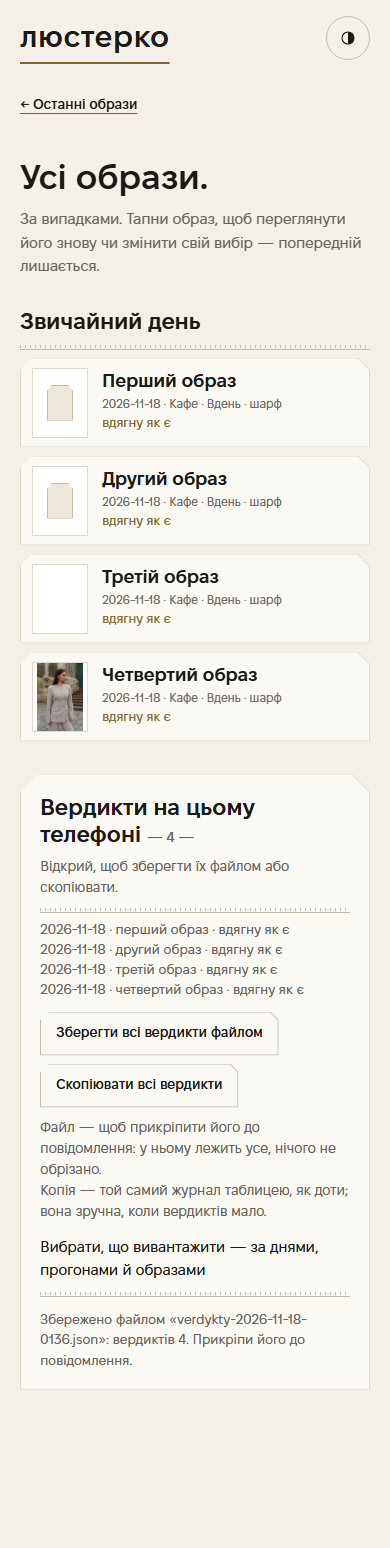 люстерко
← Останні образи
Усі образи.
За випадками. Тапни образ, щоб переглянути
його знову чи змінити свій вибір — попередній
лишається.
Звичайний день
Перший образ
2026-11-18 · Кафе · Вдень · шарф
вдягну як є
Другий образ
2026-11-18 · Кафе · Вдень · шарф
вдягну як є
Третій образ
2026-11-18 · Кафе · Вдень · шарф
вдягну як є
Четвертий образ
2026-11-18 · Кафе · Вдень · шарф
вдягну як є
Вердикти на цьому
телефоні — 4 —
Відкрий, щоб зберегти їх файлом або
скопіювати.
2026-11-18 · перший образ · вдягну як є
2026-11-18 · другий образ · вдягну як є
2026-11-18 · третій образ · вдягну як є
2026-11-18 · четвертий образ · вдягну як є
Зберегти всі вердикти файлом
Скопіювати всі вердикти
Файл — щоб прикріпити його до
повідомлення: у ньому лежить усе, нічого не
обрізано.
Копія — той самий журнал таблицею, як доти;
вона зручна, коли вердиктів мало.
Вибрати, що вивантажити — за днями,
прогонами й образами
Збережено файлом «verdykty-2026-11-18-
0136.json»: вердиктів 4. Прикріпи його до
повідомлення.